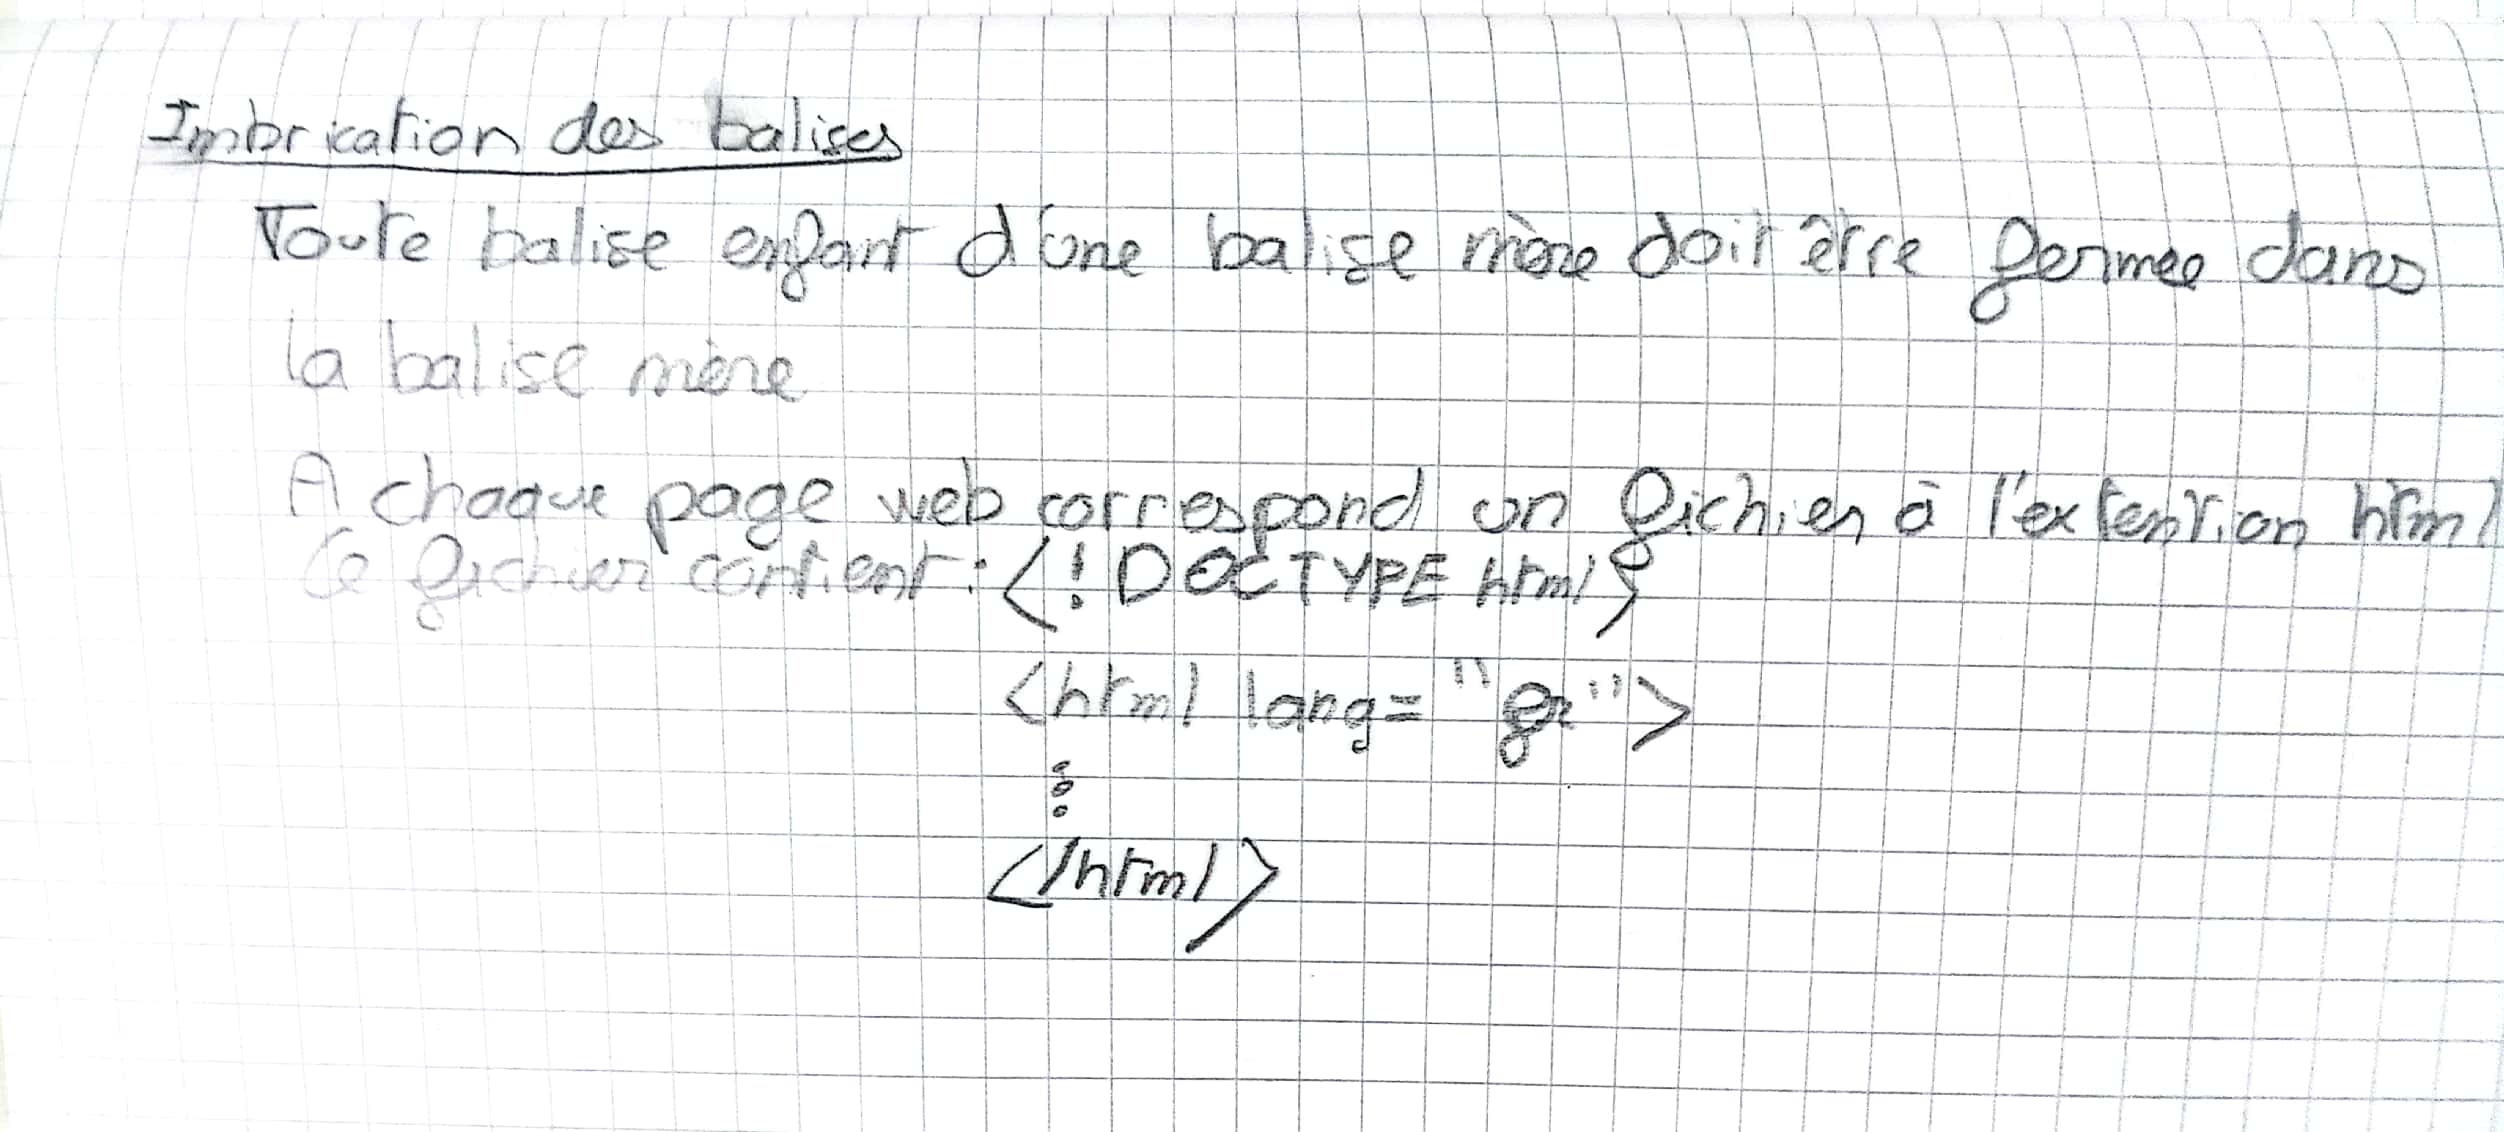 Imbrication des balises
Toute balise enfant d'une balise mère doit être fermée dans
la balise mère
A chaque page web correspond un fichier à l'extention html
Ce fichier contient : <!DOCTYPE html>
<html lang="fr">
⋮
</html>